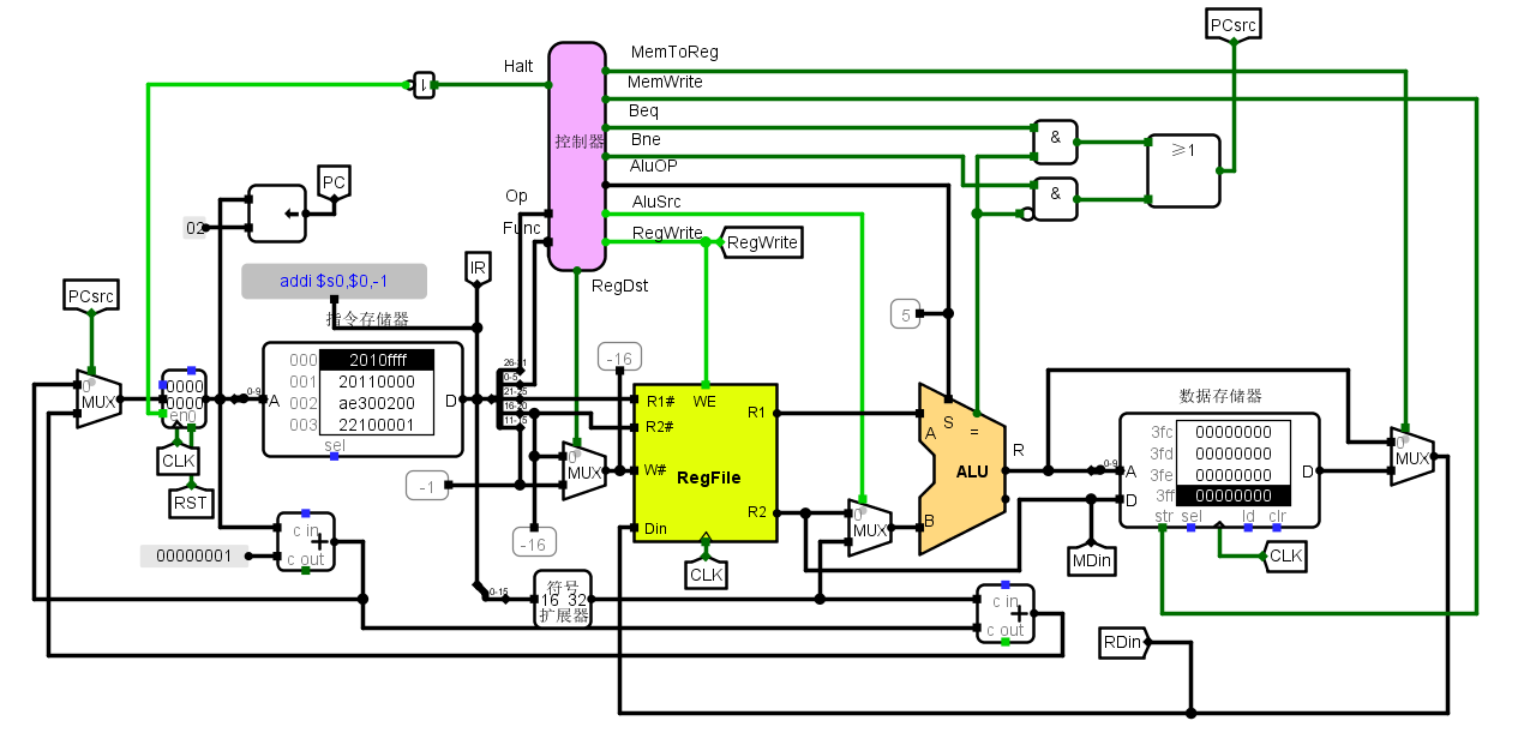 PCsrc
MemToReg
Halt
MemWrite
Beq
Bne
控制器
AluOP
&
≥1
&
PC
Op
AluSrc
Func
RegWrite
RegWrite
02
IR
addi $s0,$0,-1
RegDst
PCsrc
指令存储器
5
-16
000 2010ffff
001 20110000
002 ae300200
003 22100001
A
D
sel
26-31
0-5
21-25
16-20
11-15
0
MUX
0000
0000
eng
0-9
CLK
RST
R1#
WE
R1
R2#
W#
RegFile
R2
Din
CLK
0
MUX
-1
-16
S
=
A
ALU
B
R
0
MUX
数据存储器
3fc 00000000
3fd 00000000
3fe 00000000
3ff 00000000
0-9
A
D
D
str sel ld clr
CLK
MDin
0
MUX
c in
+
c out
00000001
0-15
符号
16 32
扩展器
c in
+
c out
RDin